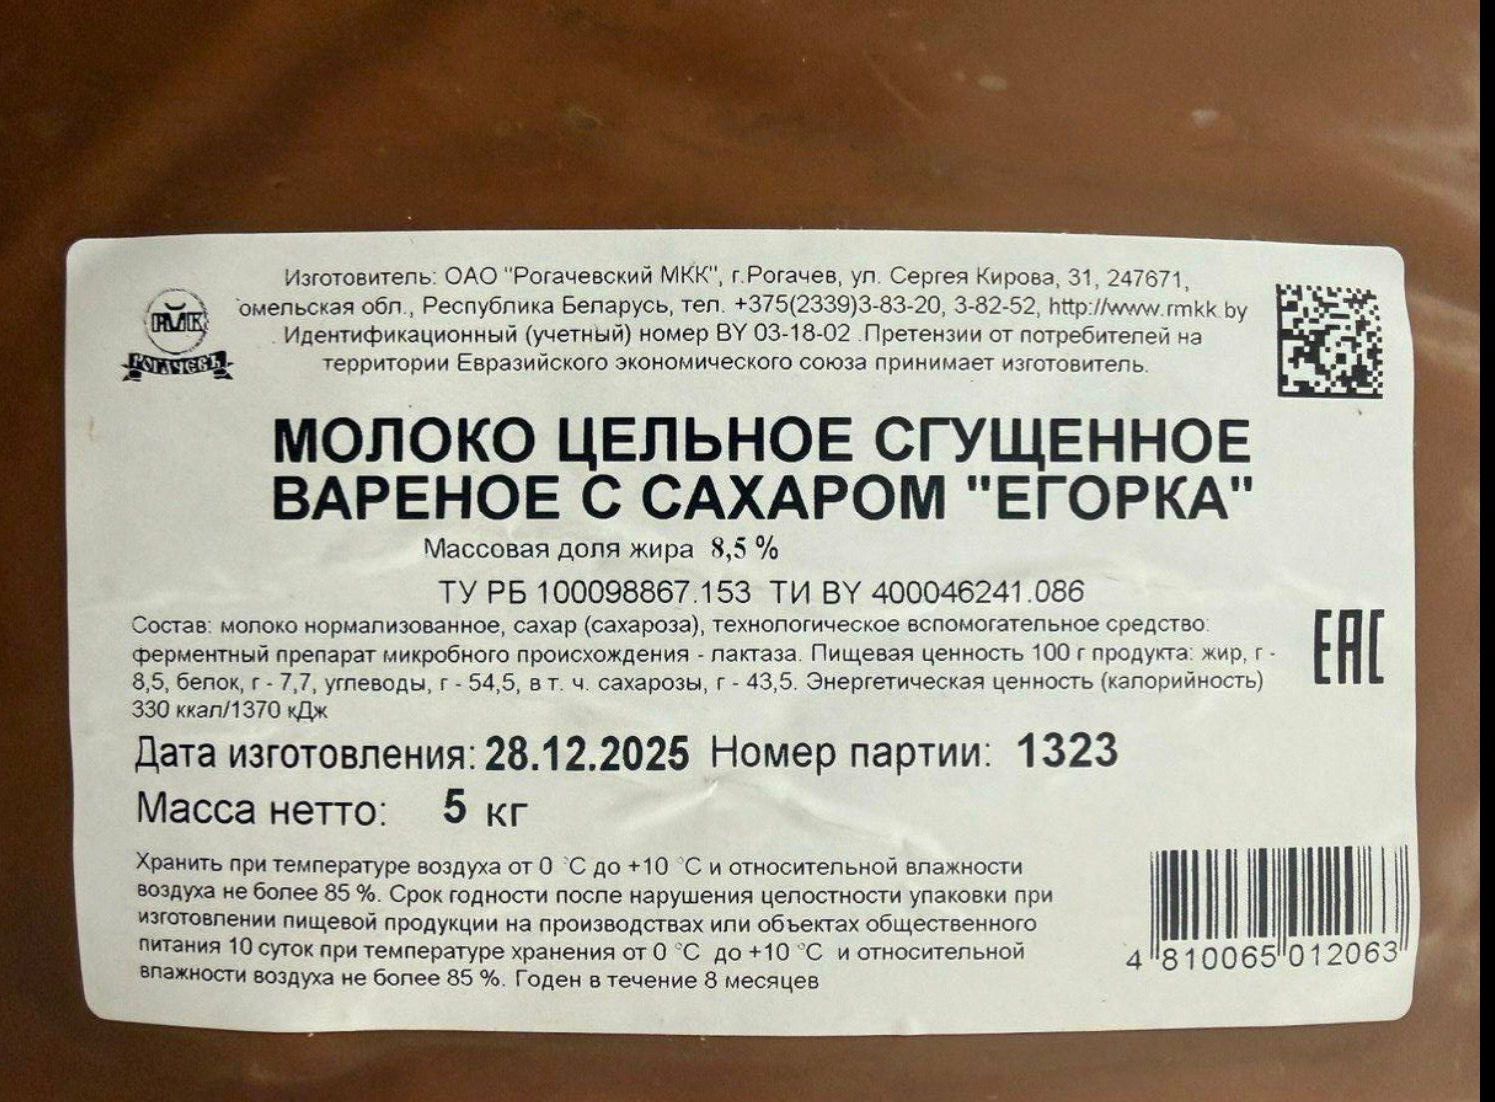 Изготовитель: ОАО "Рогачевский МКК", г.Рогачев, ул. Сергея Кирова, 31, 247671,
омельская обл., Республика Беларусь, тел. +375(2339)3-83-20, 3-82-52, http://www.rmkk.by
Идентификационный (учетный) номер BY 03-18-02 .Претензии от потребителей на
территории Евразийского экономического союза принимает изготовитель.
РМКК
РОГАЧЕВЪ
МОЛОКО ЦЕЛЬНОЕ СГУЩЕННОЕ
ВАРЕНОЕ С САХАРОМ "ЕГОРКА"
Массовая доля жира 8,5 %
ТУ РБ 100098867.153 ТИ BY 400046241.086
Состав: молоко нормализованное, сахар (сахароза), технологическое вспомогательное средство:
ферментный препарат микробного происхождения - лактаза. Пищевая ценность 100 г продукта: жир, г -
8,5, белок, г - 7,7, углеводы, г - 54,5, в т. ч. сахарозы, г - 43,5. Энергетическая ценность (калорийность)
330 ккал/1370 кДж
EAC
Дата изготовления: 28.12.2025 Номер партии: 1323
Масса нетто: 5 кг
Хранить при температуре воздуха от 0 °C до +10 °C и относительной влажности
воздуха не более 85 %. Срок годности после нарушения целостности упаковки при
изготовлении пищевой продукции на производствах или объектах общественного
питания 10 суток при температуре хранения от 0 °C до +10 °C и относительной
влажности воздуха не более 85 %. Годен в течение 8 месяцев
4 810065 012063